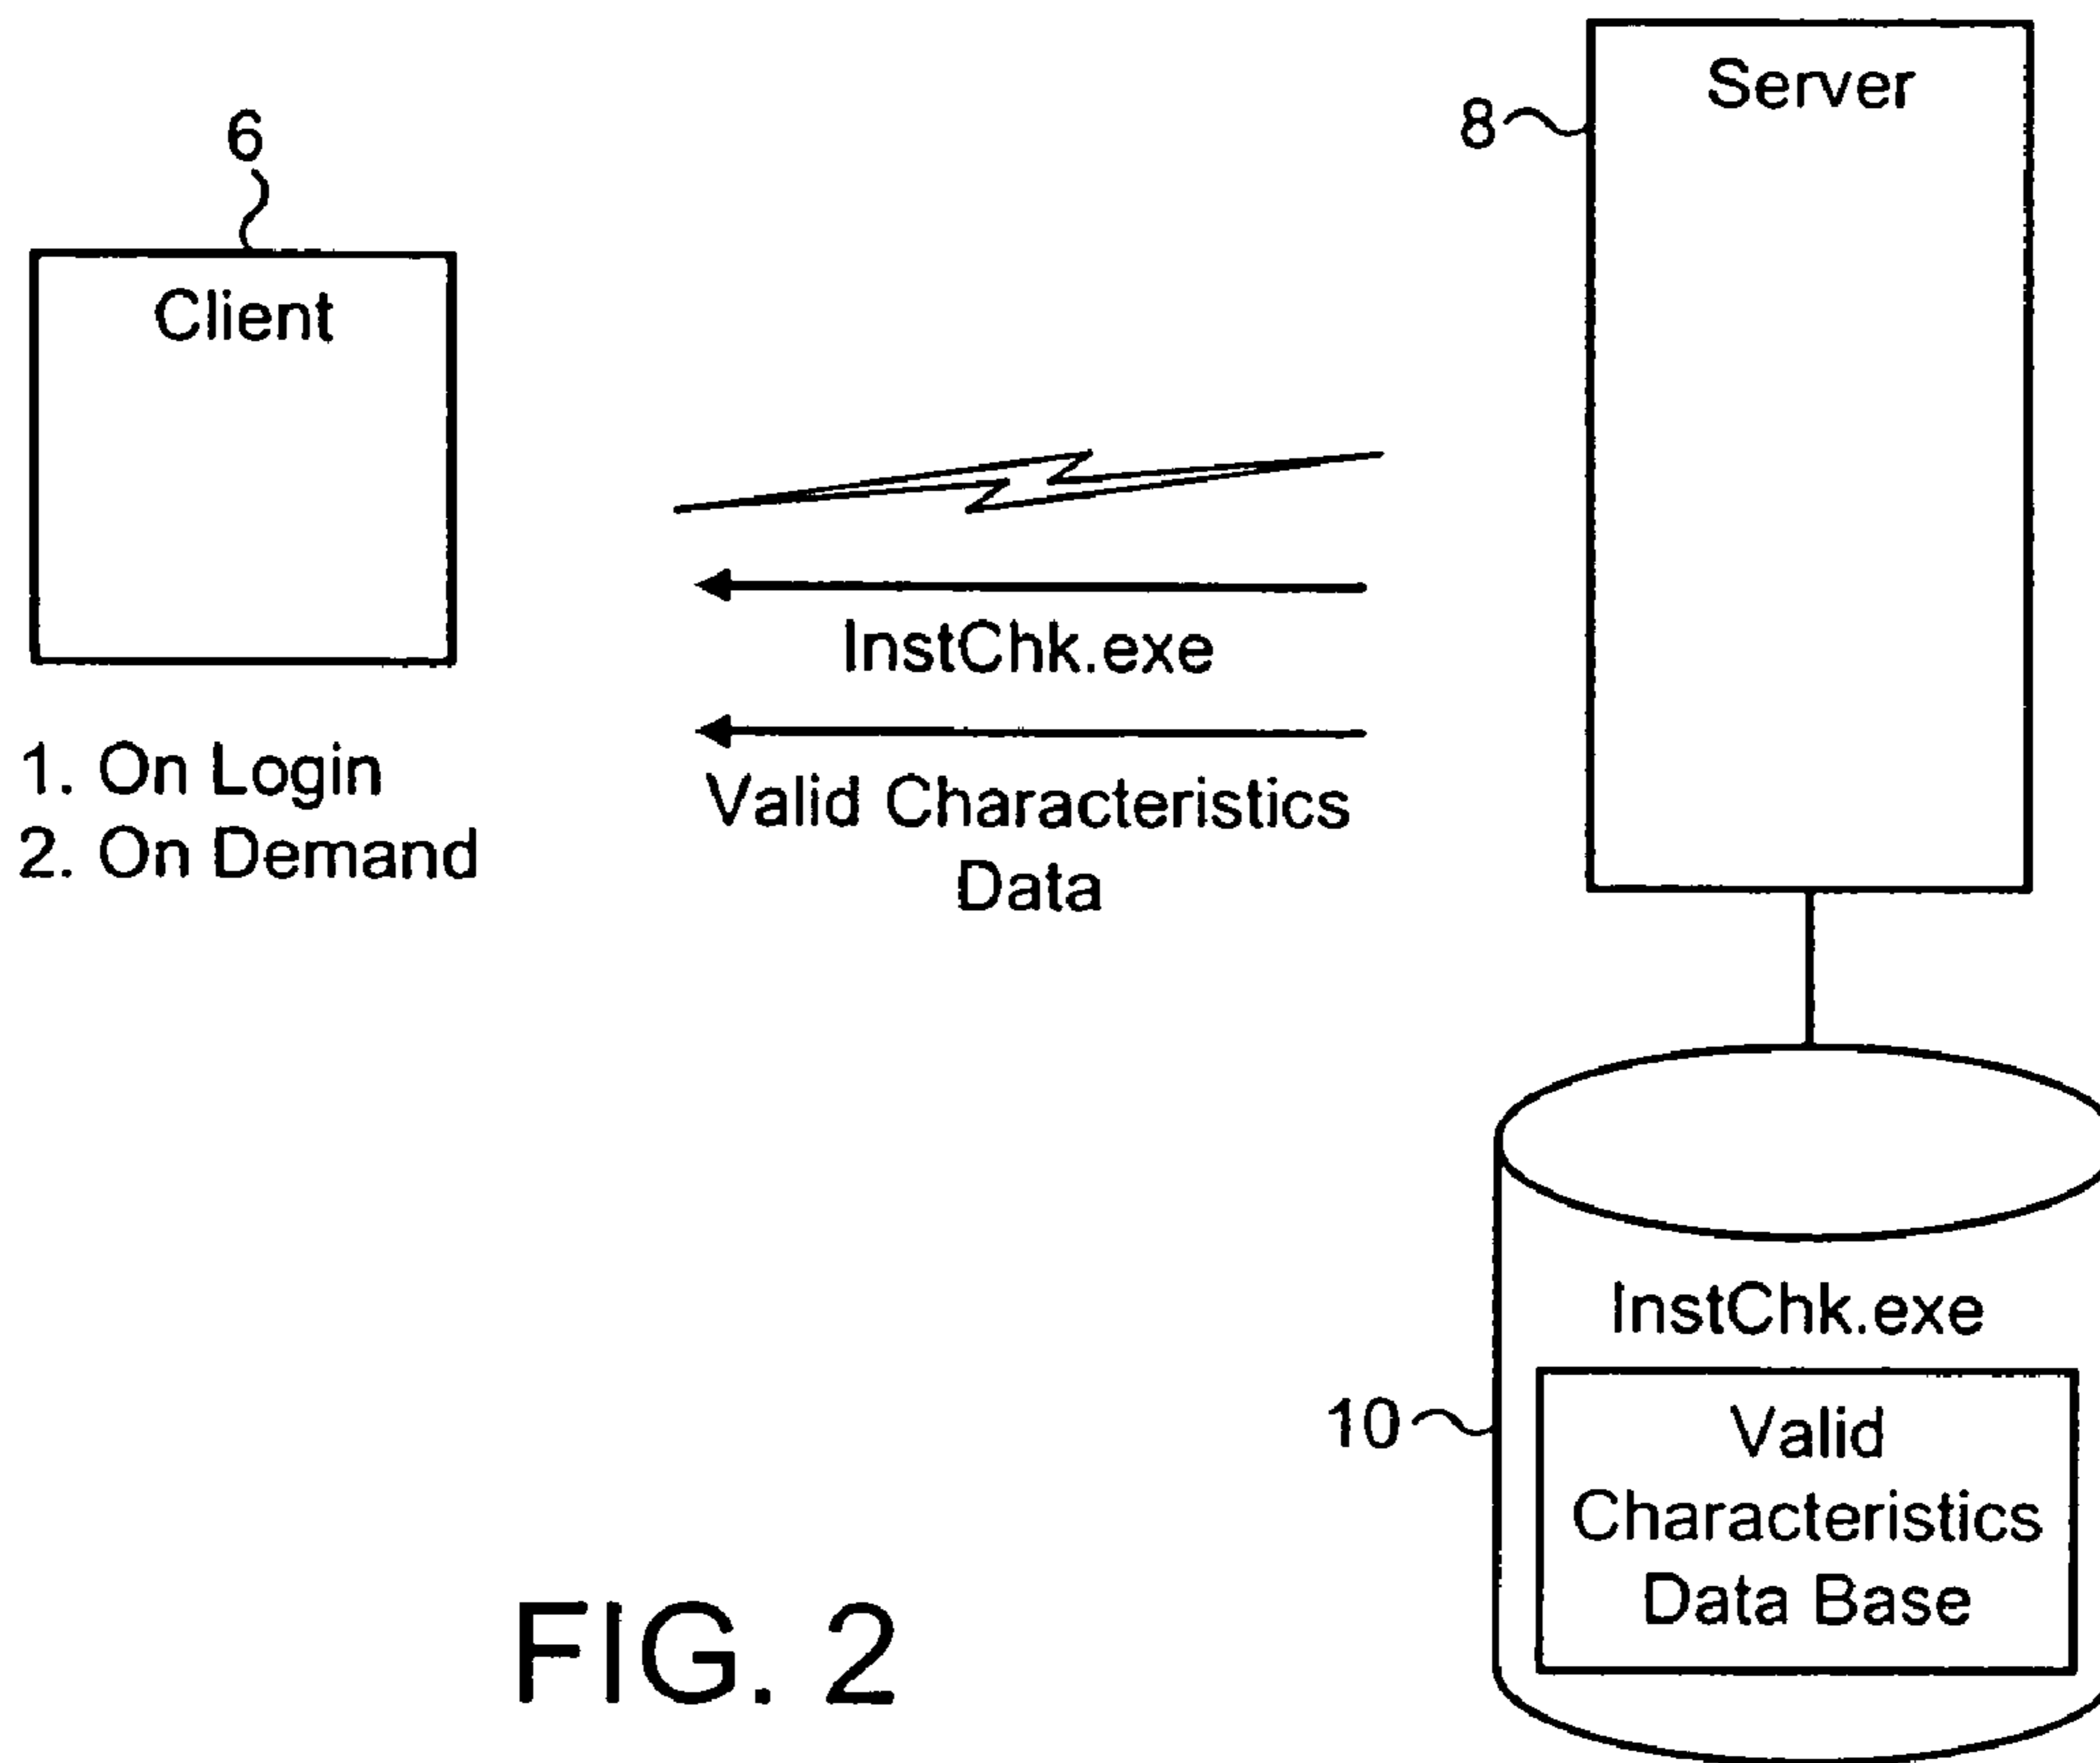 6
Client
1. On Login
2. On Demand
InstChk.exe
Valid Characteristics
Data
8
Server
InstChk.exe
10
Valid
Characteristics
Data Base
FIG. 2